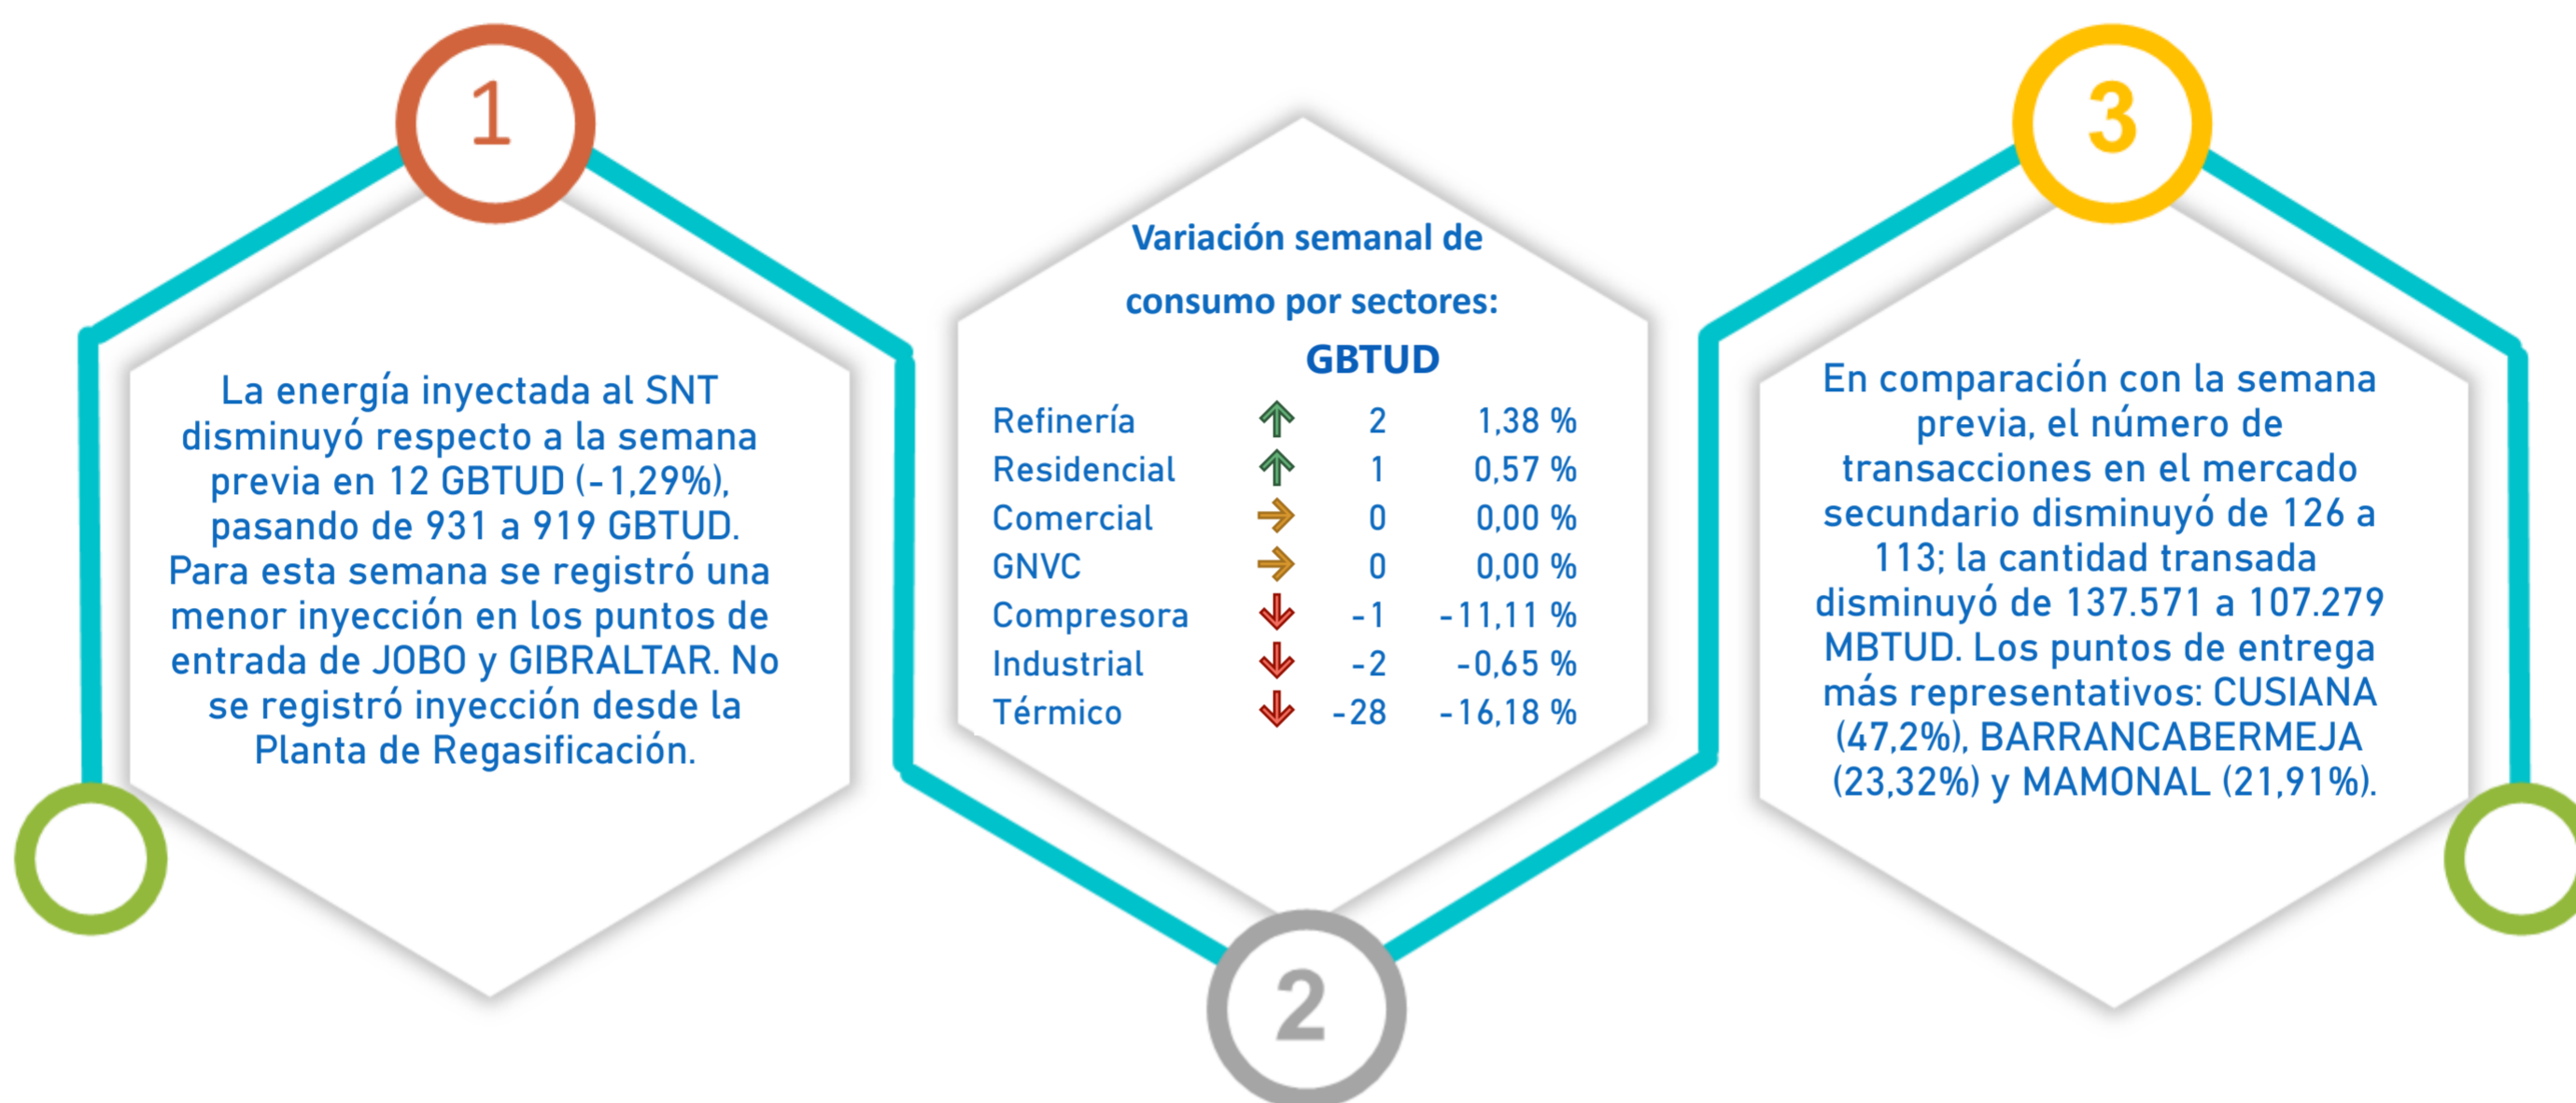 1
La energía inyectada al SNT
disminuyó respecto a la semana
previa en 12 GBTUD (-1,29%),
pasando de 931 a 919 GBTUD.
Para esta semana se registró una
menor inyección en los puntos de
entrada de JOBO y GIBRALTAR. No
se registró inyección desde la
Planta de Regasificación.
Variación semanal de
consumo por sectores:
GBTUD
Refinería 2 1,38 %
Residencial 1 0,57 %
Comercial 0 0,00 %
GNVC 0 0,00 %
Compresora -1 -11,11 %
Industrial -2 -0,65 %
Térmico -28 -16,18 %
2
3
En comparación con la semana
previa, el número de
transacciones en el mercado
secundario disminuyó de 126 a
113; la cantidad transada
disminuyó de 137.571 a 107.279
MBTUD. Los puntos de entrega
más representativos: CUSIANA
(47,2%), BARRANCABERMEJA
(23,32%) y MAMONAL (21,91%).